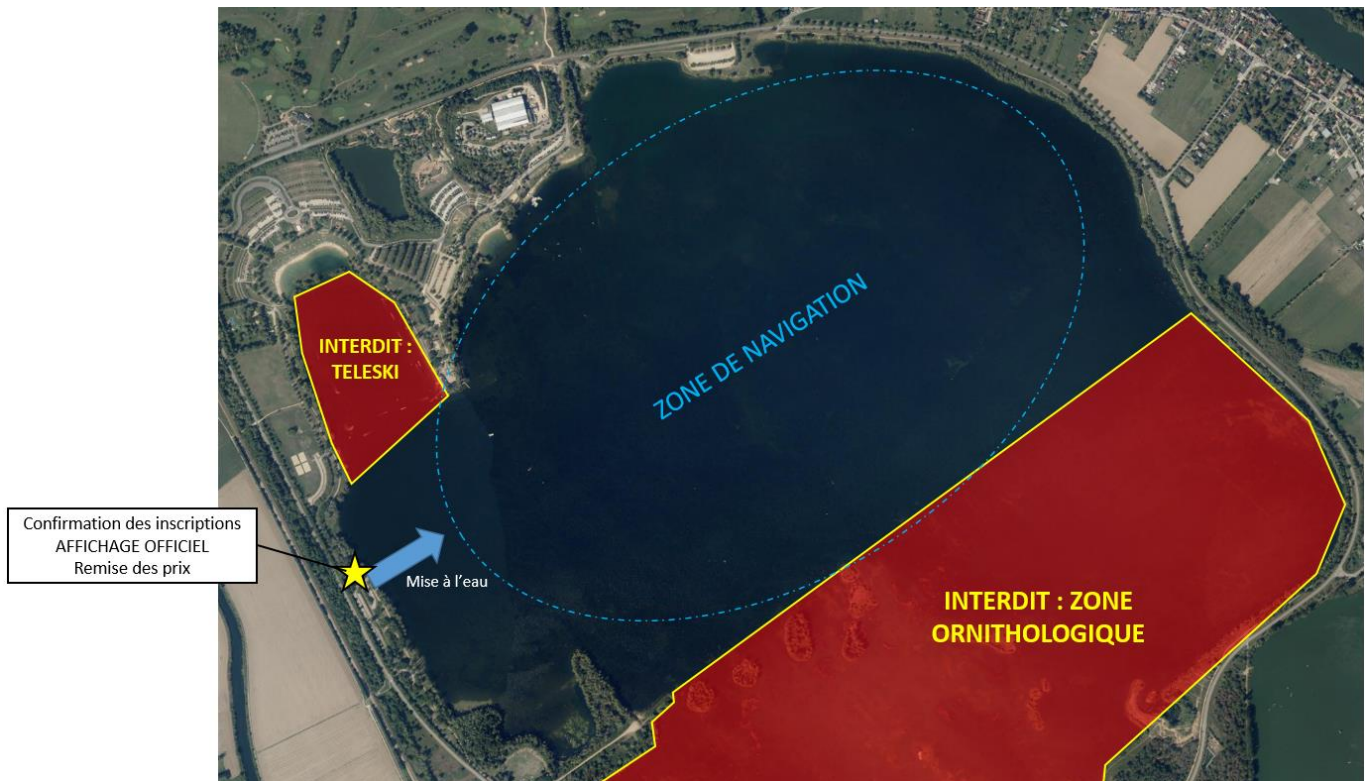 ZONE DE NAVIGATION
INTERDIT :
TELESKI
Confirmation des inscriptions
AFFICHAGE OFFICIEL
Remise des prix
Mise à l'eau
INTERDIT : ZONE
ORNITHOLOGIQUE